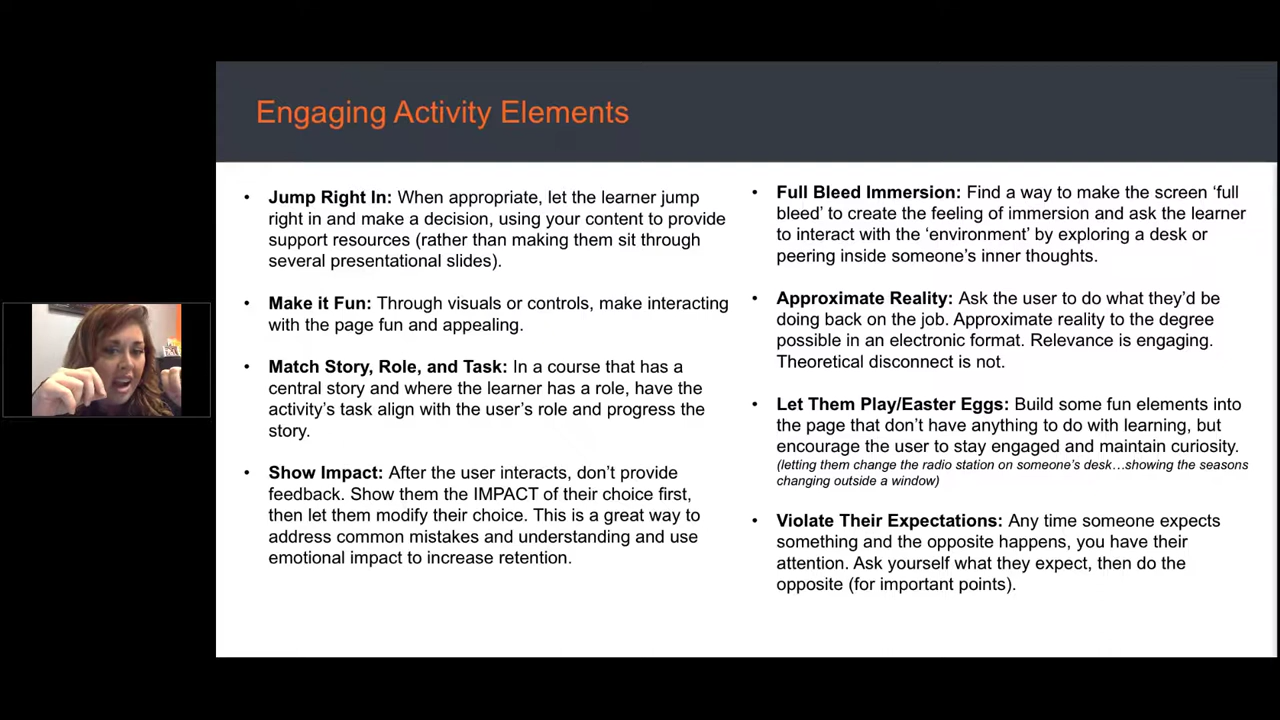 Engaging Activity Elements
• Jump Right In: When appropriate, let the learner jump
right in and make a decision, using your content to provide
support resources (rather than making them sit through
several presentational slides).
• Make it Fun: Through visuals or controls, make interacting
with the page fun and appealing.
• Match Story, Role, and Task: In a course that has a
central story and where the learner has a role, have the
activity’s task align with the user’s role and progress the
story.
• Show Impact: After the user interacts, don’t provide
feedback. Show them the IMPACT of their choice first,
then let them modify their choice. This is a great way to
address common mistakes and understanding and use
emotional impact to increase retention.
• Full Bleed Immersion: Find a way to make the screen ‘full
bleed’ to create the feeling of immersion and ask the learner
to interact with the ‘environment’ by exploring a desk or
peering inside someone’s inner thoughts.
• Approximate Reality: Ask the user to do what they’d be
doing back on the job. Approximate reality to the degree
possible in an electronic format. Relevance is engaging.
Theoretical disconnect is not.
• Let Them Play/Easter Eggs: Build some fun elements into
the page that don’t have anything to do with learning, but
encourage the user to stay engaged and maintain curiosity.
(letting them change the radio station on someone’s desk…showing the seasons
changing outside a window)
• Violate Their Expectations: Any time someone expects
something and the opposite happens, you have their
attention. Ask yourself what they expect, then do the
opposite (for important points).